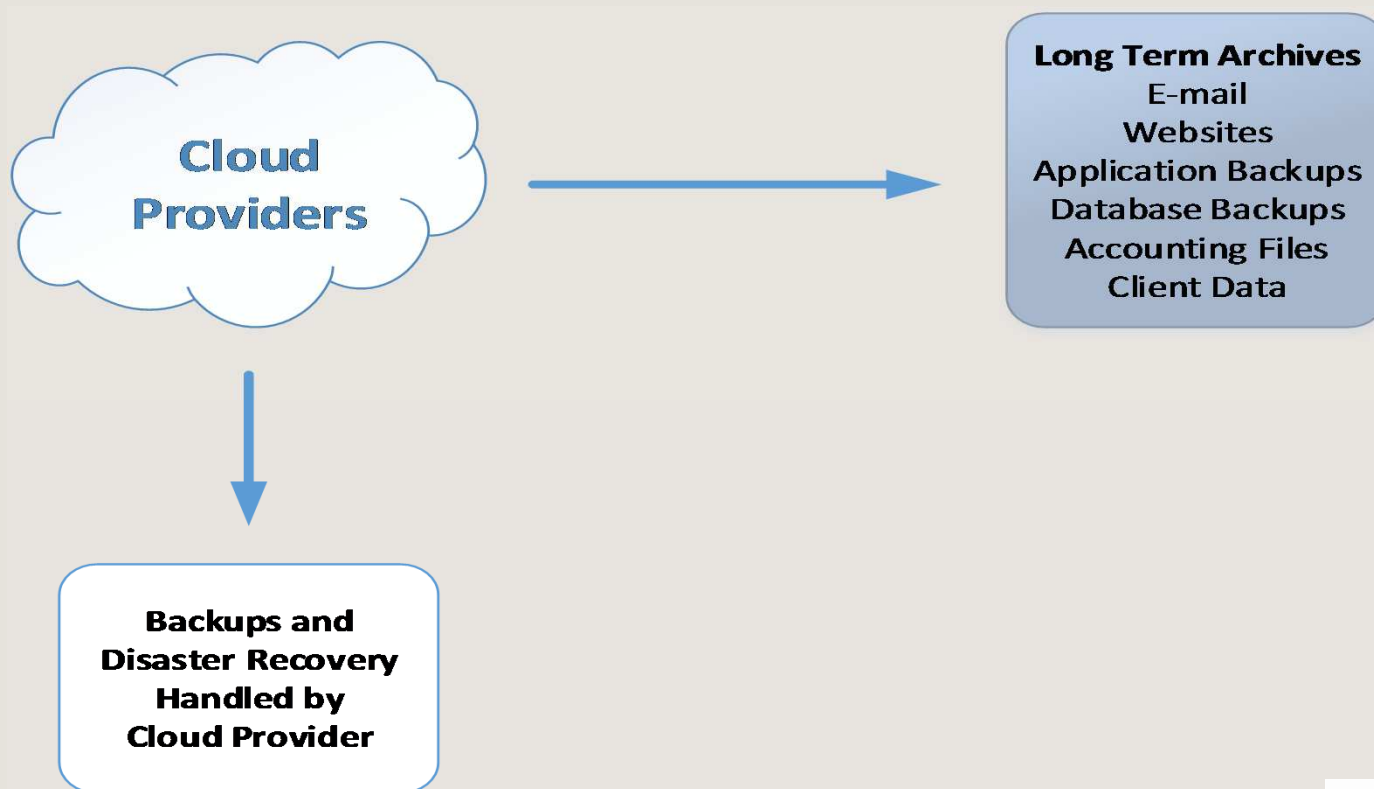 Cloud
Providers
Long Term Archives
E-mail
Websites
Application Backups
Database Backups
Accounting Files
Client Data
Backups and
Disaster Recovery
Handled by
Cloud Provider